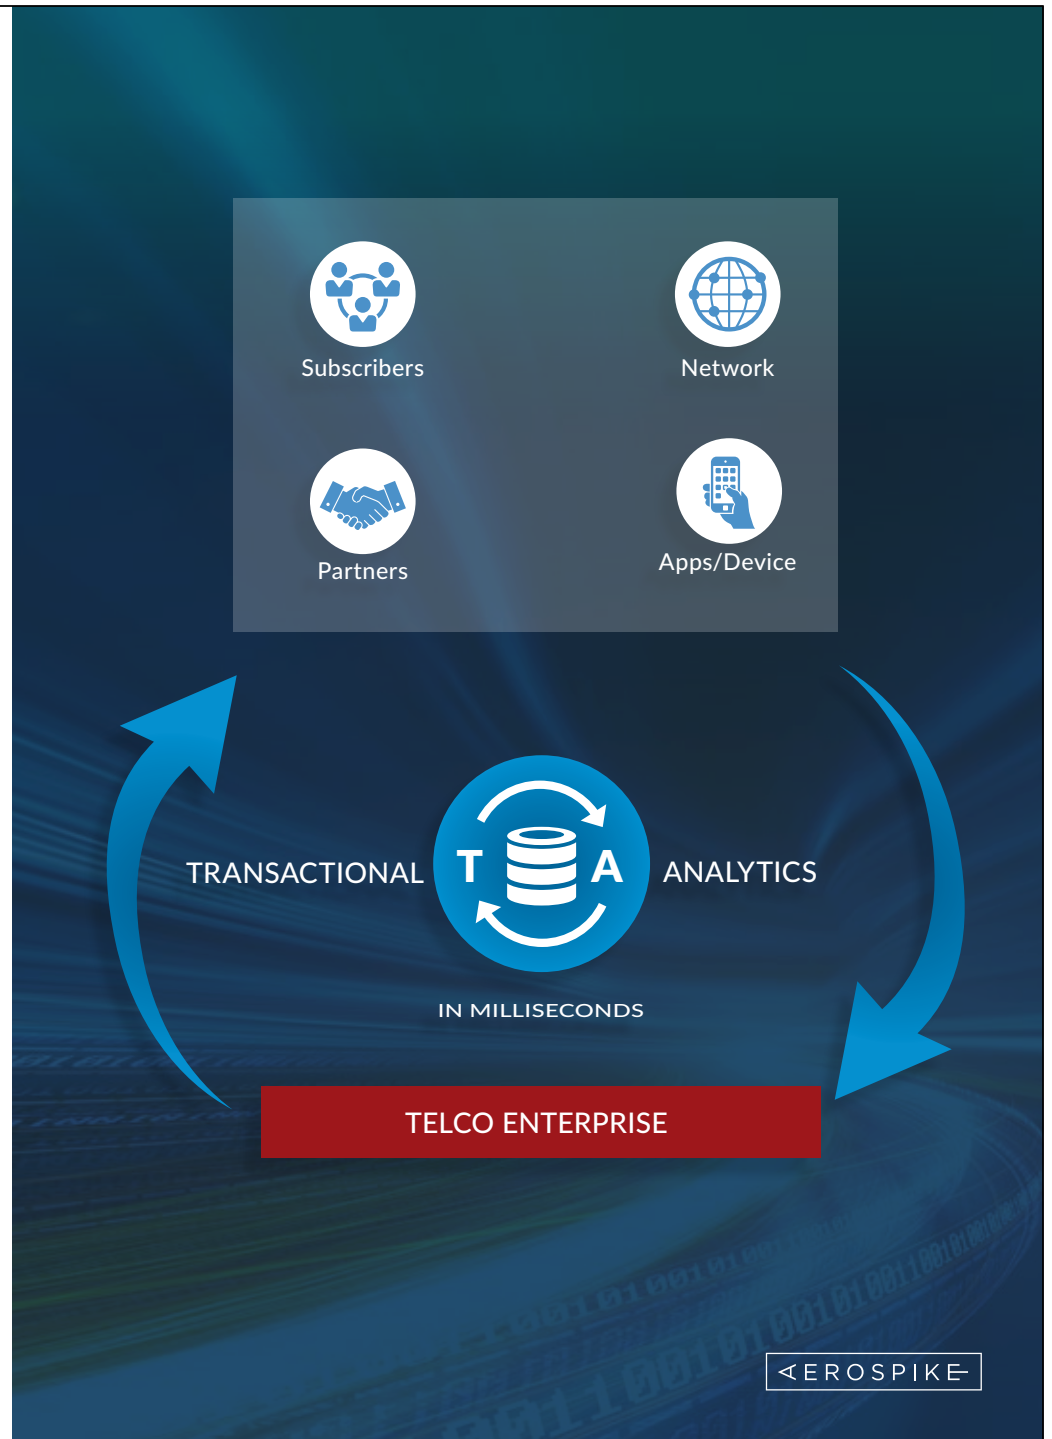 Subscribers
Network
Partners
Apps/Device
TRANSACTIONAL
T
A
ANALYTICS
IN MILLISECONDS
TELCO ENTERPRISE
AEROSPIKE